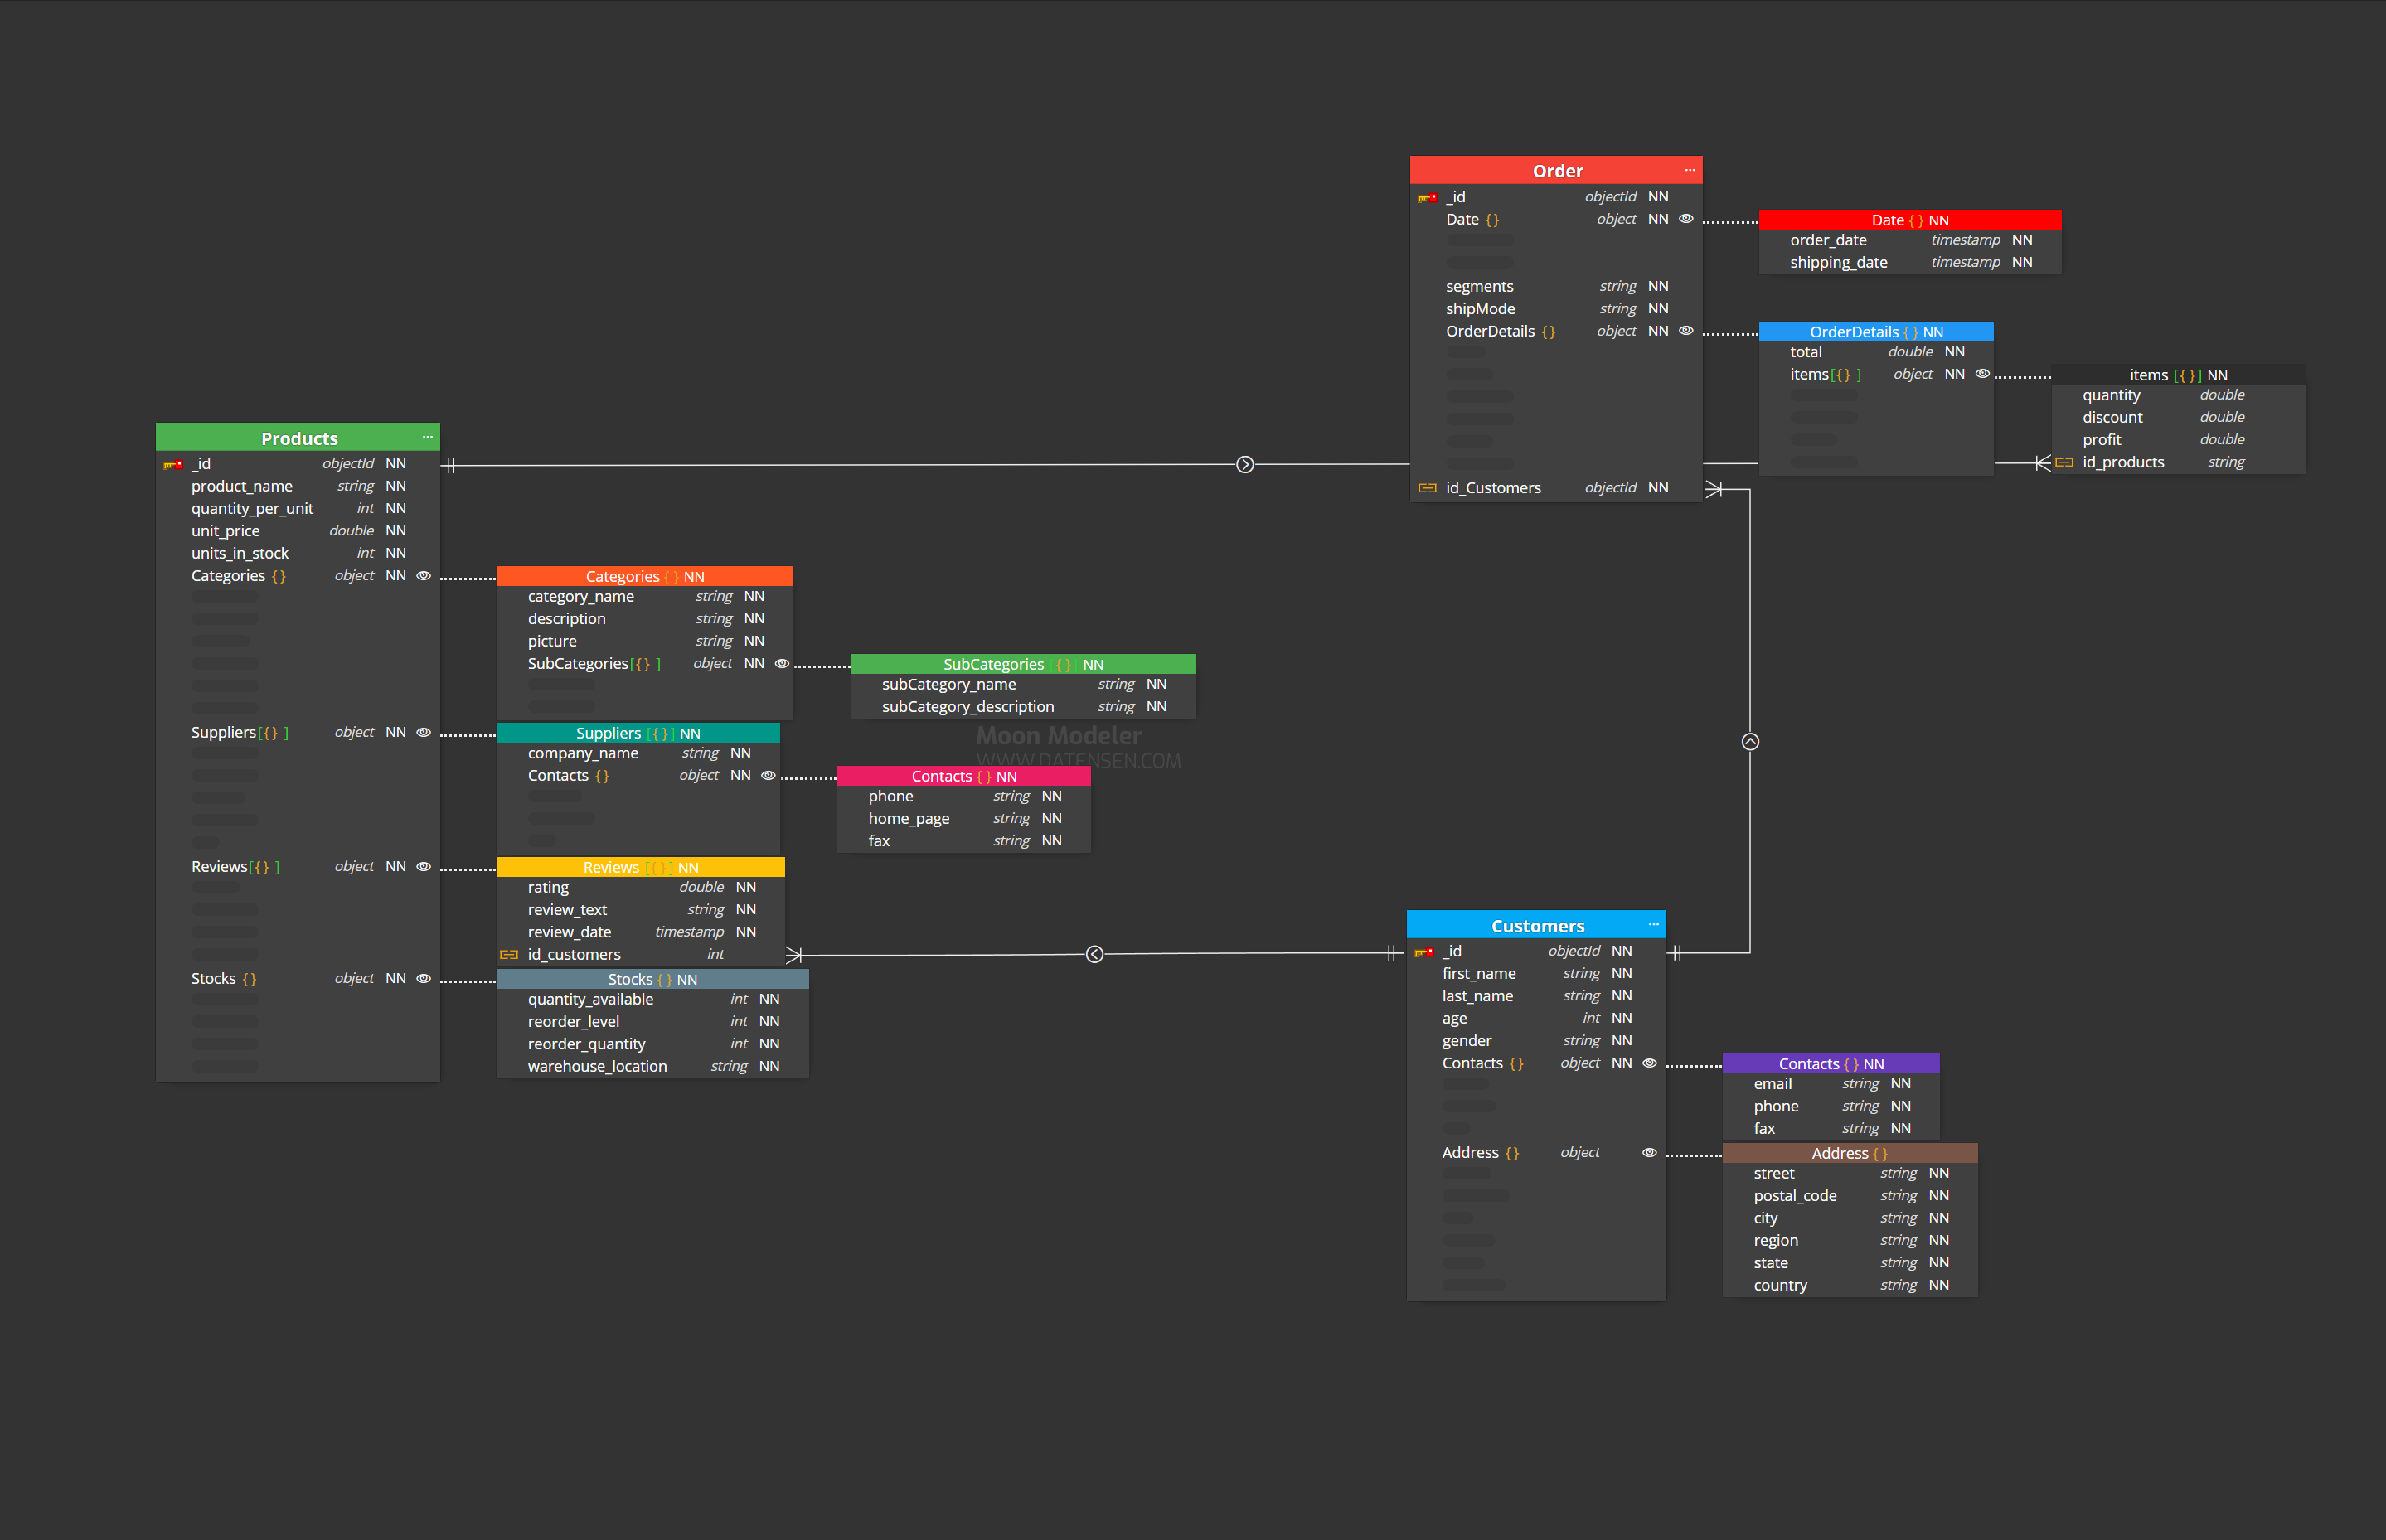 Order ...
_id objectId NN
Date {} object NN
segments string NN
shipMode string NN
OrderDetails {} object NN
id_Customers objectId NN
Date {} NN
order_date timestamp NN
shipping_date timestamp NN
OrderDetails {} NN
total double NN
items[{} ] object NN
items [{}] NN
quantity double
discount double
profit double
id_products string
Products ...
_id objectId NN
product_name string NN
quantity_per_unit int NN
unit_price double NN
units_in_stock int NN
Categories {} object NN
Suppliers[{} ] object NN
Reviews[{} ] object NN
Stocks {} object NN
Categories {} NN
category_name string NN
description string NN
picture string NN
SubCategories[{} ] object NN
SubCategories [{}] NN
subCategory_name string NN
subCategory_description string NN
Moon Modeler
WWW.DATENSEN.COM
Suppliers [{}] NN
company_name string NN
Contacts {} object NN
Contacts {} NN
phone string NN
home_page string NN
fax string NN
Reviews [{}] NN
rating double NN
review_text string NN
review_date timestamp NN
id_customers int
Stocks {} NN
quantity_available int NN
reorder_level int NN
reorder_quantity int NN
warehouse_location string NN
Customers ...
_id objectId NN
first_name string NN
last_name string NN
age int NN
gender string NN
Contacts {} object NN
Address {} object
Contacts {} NN
email string NN
phone string NN
fax string NN
Address {}
street string NN
postal_code string NN
city string NN
region string NN
state string NN
country string NN